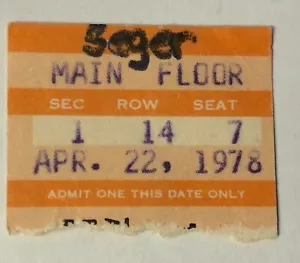 Seger
MAIN FLOOR
SEC ROW SEAT
1 14 7
APR. 22, 1978
ADMIT ONE THIS DATE ONLY